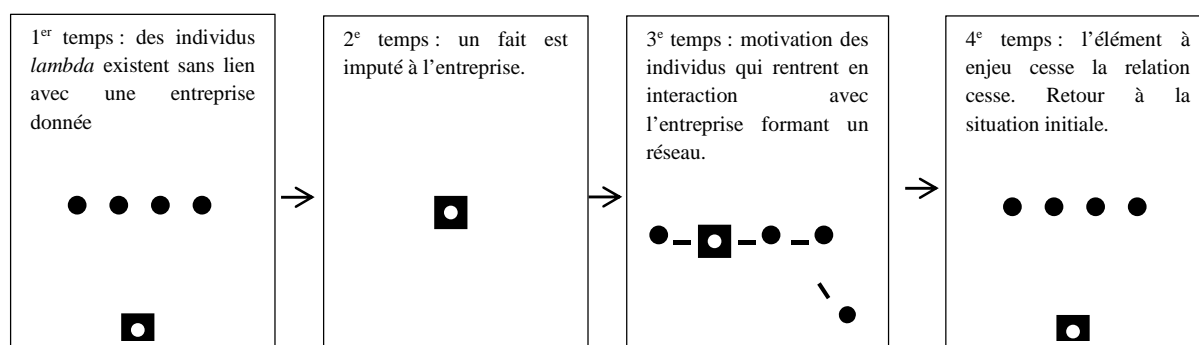 1er temps : des individus
lambda existent sans lien
avec une entreprise
donnée
2e temps : un fait est
imputé à l’entreprise.
3e temps : motivation des
individus qui rentrent en
interaction avec
l’entreprise formant un
réseau.
4e temps : l’élément à
enjeu cesse la relation
cesse. Retour à la
situation initiale.